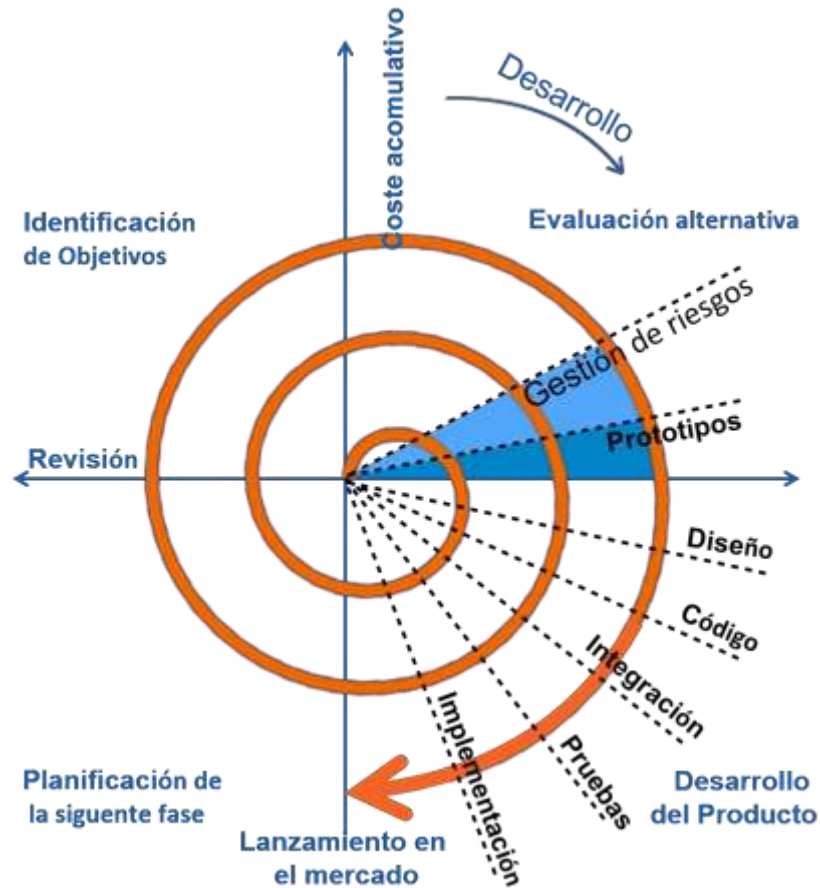 Coste acomulativo
Desarrollo
Identificación
de Objetivos
Evaluación alternativa
Gestión de riesgos
Prototipos
Revisión
Diseño
Código
Integración
Pruebas
Implementación
Planificación de
la siguente fase
Desarrollo
del Producto
Lanzamiento en
el mercado